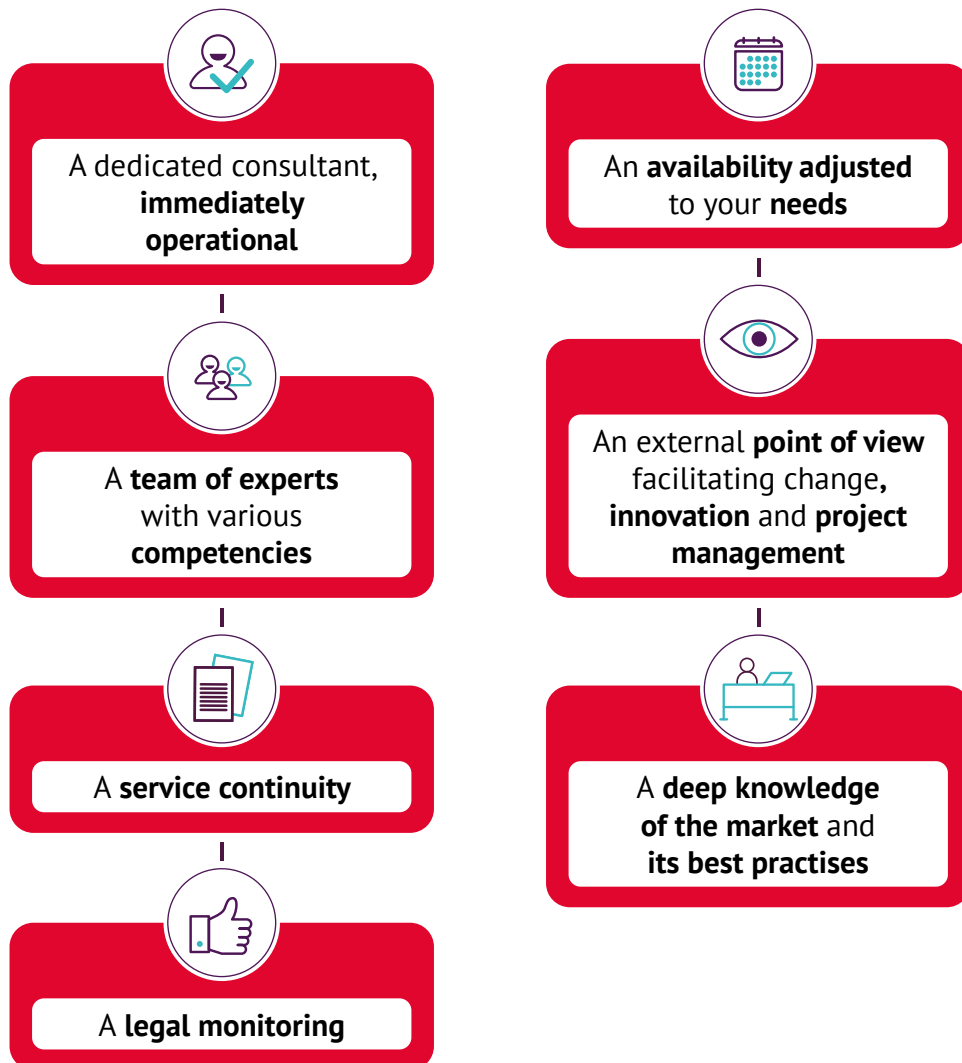 A dedicated consultant,
immediately
operational
A team of experts
with various
competencies
A service continuity
A legal monitoring
An availability adjusted
to your needs
An external point of view
facilitating change,
innovation and project
management
A deep knowledge
of the market and
its best practises